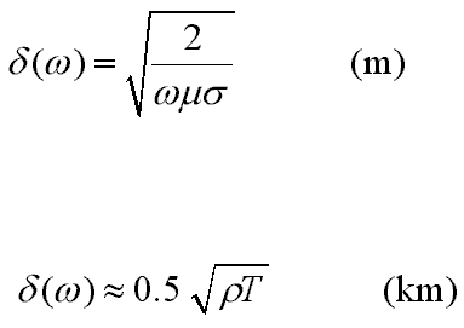 δ(ω) = √(2/ωμσ) (m)
δ(ω) ≈ 0.5 √ρT (km)